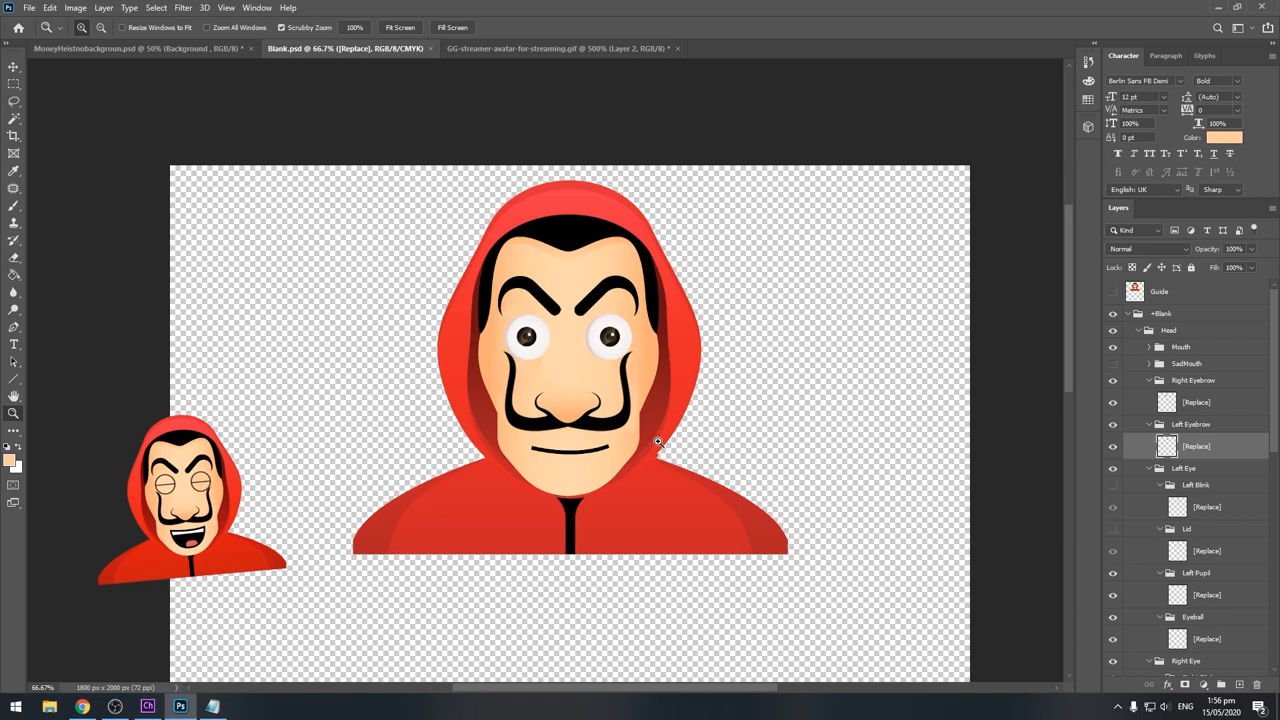 Ps File Edit Image Layer Type Select Filter 3D View Window Help
Resize Windows to Fit Zoom All Windows Scrubby Zoom 100% Fit Screen Fill Screen
MoneyHeistnobackgroun.psd @ 50% (Background , RGB/8) * × Blank.psd @ 66.7% ([Replace], RGB/CMYK) × GG-streamer-avatar-for-streaming.gif @ 500% (Layer 2, RGB/8*) * ×
Character Paragraph Glyphs
Berlin Sans FB Demi Bold
12 pt (Auto)
Metrics 0
100% 100%
0 pt Color:
English: UK Sharp
Layers
Kind
Normal Opacity: 100%
Lock: Fill: 100%
Guide
+Blank
Head
Mouth
SadMouth
Right Eyebrow
[Replace]
Left Eyebrow
[Replace]
Left Eye
Left Blink
[Replace]
Lid
[Replace]
Left Pupil
[Replace]
Eyeball
[Replace]
Right Eye
66.67% 1800 px x 2000 px (72 ppi)
Ch Ps
ENG 1:56 PM
15/05/2020